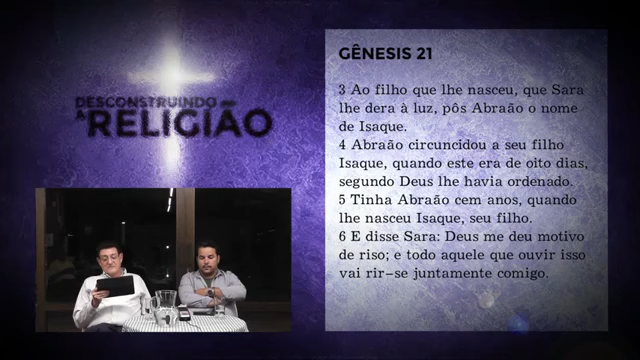 DESCONSTRUINDO
A RELIGIÃO
GÊNESIS 21
3 Ao filho que lhe nasceu, que Sara
lhe dera à luz, pôs Abraão o nome
de Isaque.
4 Abraão circuncidou a seu filho
Isaque, quando este era de oito dias,
segundo Deus lhe havia ordenado.
5 Tinha Abraão cem anos, quando
lhe nasceu Isaque, seu filho.
6 E disse Sara: Deus me deu motivo
de riso; e todo aquele que ouvir isso
vai rir-se juntamente comigo.